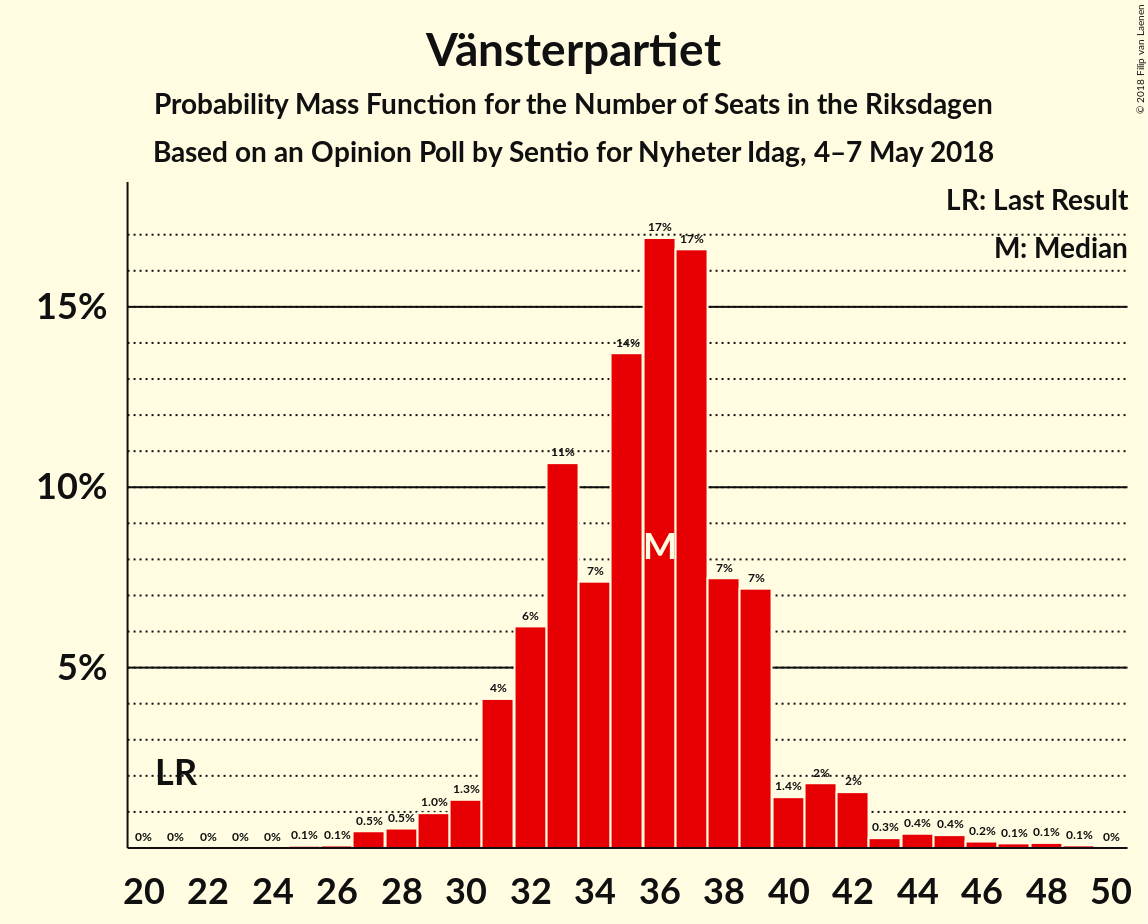 Vänsterpartiet
Probability Mass Function for the Number of Seats in the Riksdagen
Based on an Opinion Poll by Sentio for Nyheter Idag, 4–7 May 2018
© 2018 Filip van Laenen
LR: Last Result
M: Median
15%
10%
5%
LR
M
0% 0% 0% 0% 0% 0.1% 0.1% 0.5% 0.5% 1.0% 1.3% 4% 6% 11% 7% 14% 17% 17% 7% 7% 1.4% 2% 2% 0.3% 0.4% 0.4% 0.2% 0.1% 0.1% 0.1% 0%
20 22 24 26 28 30 32 34 36 38 40 42 44 46 48 50